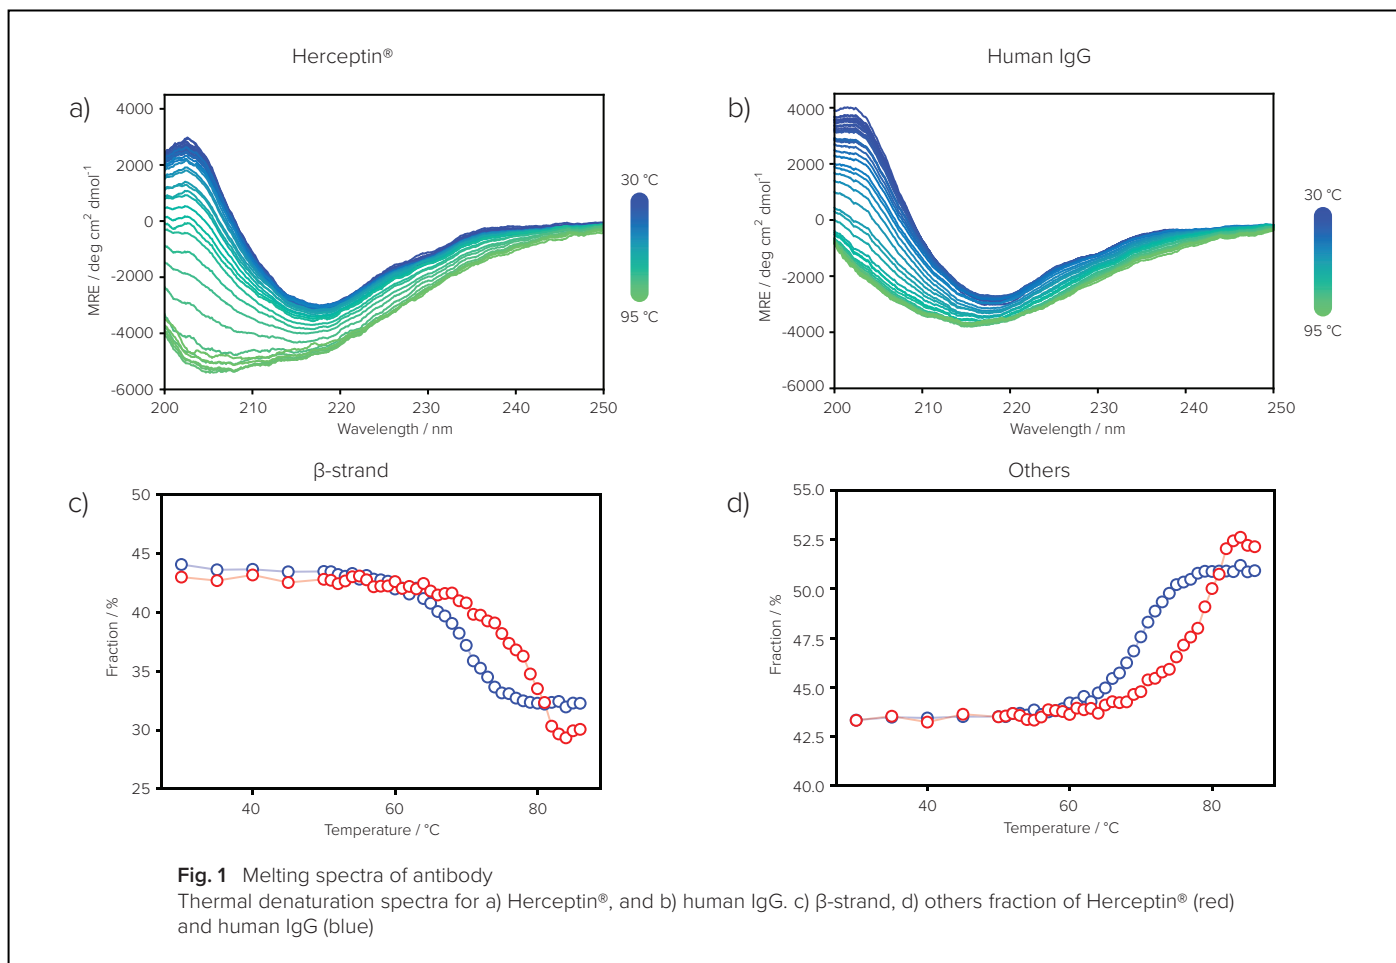 Herceptin®
Human IgG
a)
4000
2000
0
-2000
-4000
-6000
MRE / deg cm² dmol⁻¹
200
210
220
230
240
250
Wavelength / nm
30 °C
95 °C
b)
4000
2000
0
-2000
-4000
-6000
MRE / deg cm² dmol⁻¹
200
210
220
230
240
250
Wavelength / nm
30 °C
95 °C
β-strand
c)
50
45
40
35
30
25
Fraction / %
40
60
80
Temperature / °C
Others
d)
55.0
52.5
50.0
47.5
45.0
42.5
40.0
Fraction / %
40
60
80
Temperature / °C
Fig. 1 Melting spectra of antibody
Thermal denaturation spectra for a) Herceptin®, and b) human IgG. c) β-strand, d) others fraction of Herceptin® (red)
and human IgG (blue)